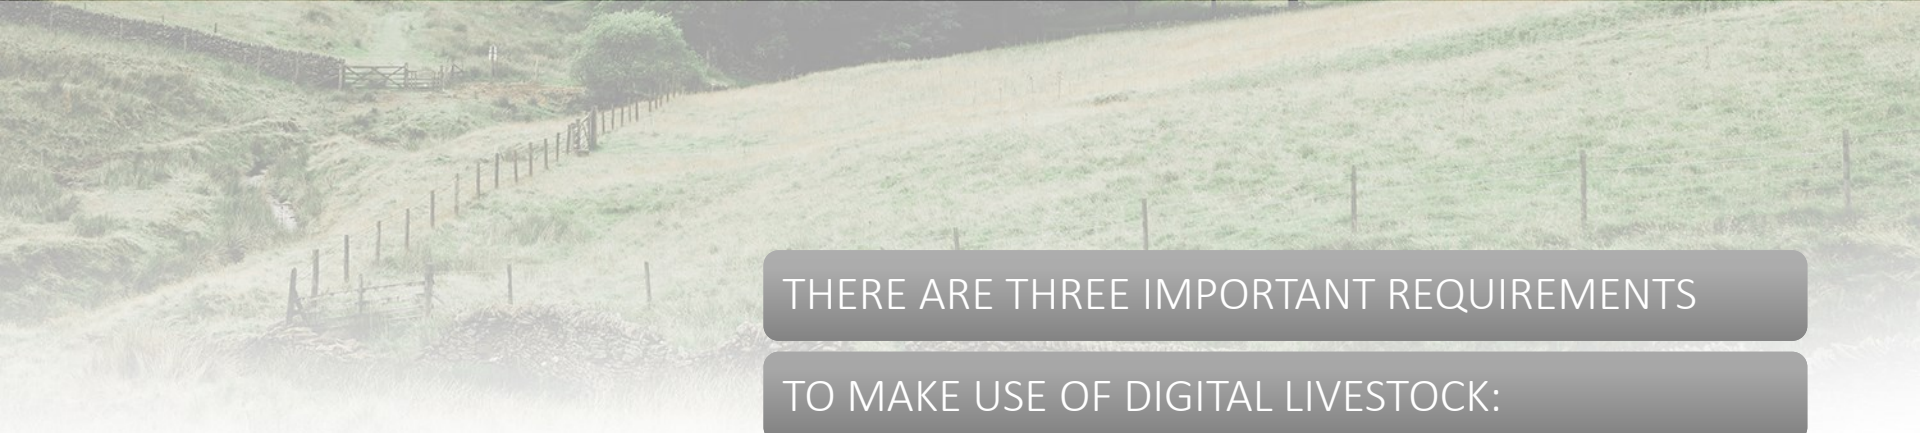 THERE ARE THREE IMPORTANT REQUIREMENTS
TO MAKE USE OF DIGITAL LIVESTOCK: